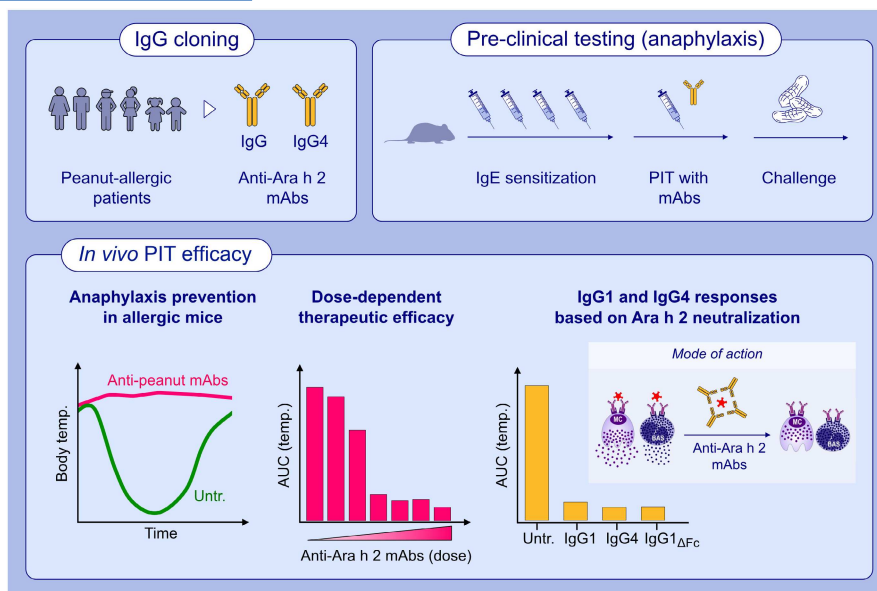 IgG cloning
IgG
IgG4
Peanut-allergic
patients
Anti-Ara h 2
mAbs
Pre-clinical testing (anaphylaxis)
IgE sensitization
PIT with
mAbs
Challenge
In vivo PIT efficacy
Anaphylaxis prevention
in allergic mice
Body temp.
Anti-peanut mAbs
Untr.
Time
Dose-dependent
therapeutic efficacy
AUC (temp.)
Anti-Ara h 2 mAbs (dose)
IgG1 and IgG4 responses
based on Ara h 2 neutralization
AUC (temp.)
Untr.
IgG1
IgG4
IgG1ΔFc
Mode of action
MC
BAS
Anti-Ara h 2
mAbs
MC
BAS